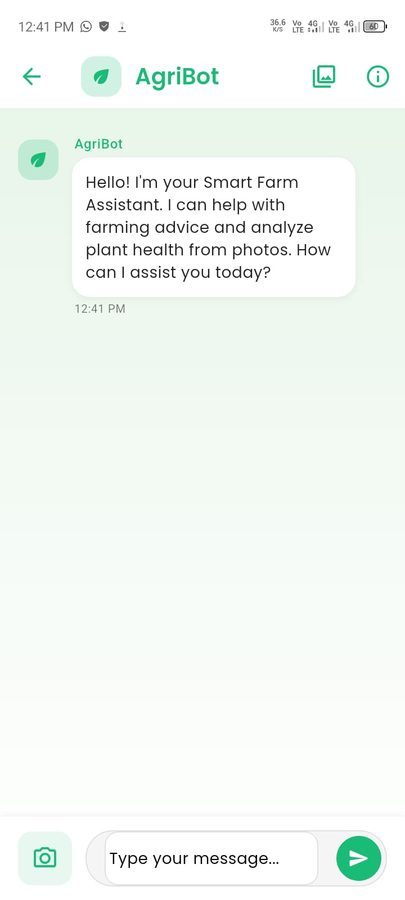 12:41 PM 36.6 K/S Vo LTE 4G Vo LTE 4G 60
AgriBot
AgriBot
Hello! I'm your Smart Farm
Assistant. I can help with
farming advice and analyze
plant health from photos. How
can I assist you today?
12:41 PM
Type your message...